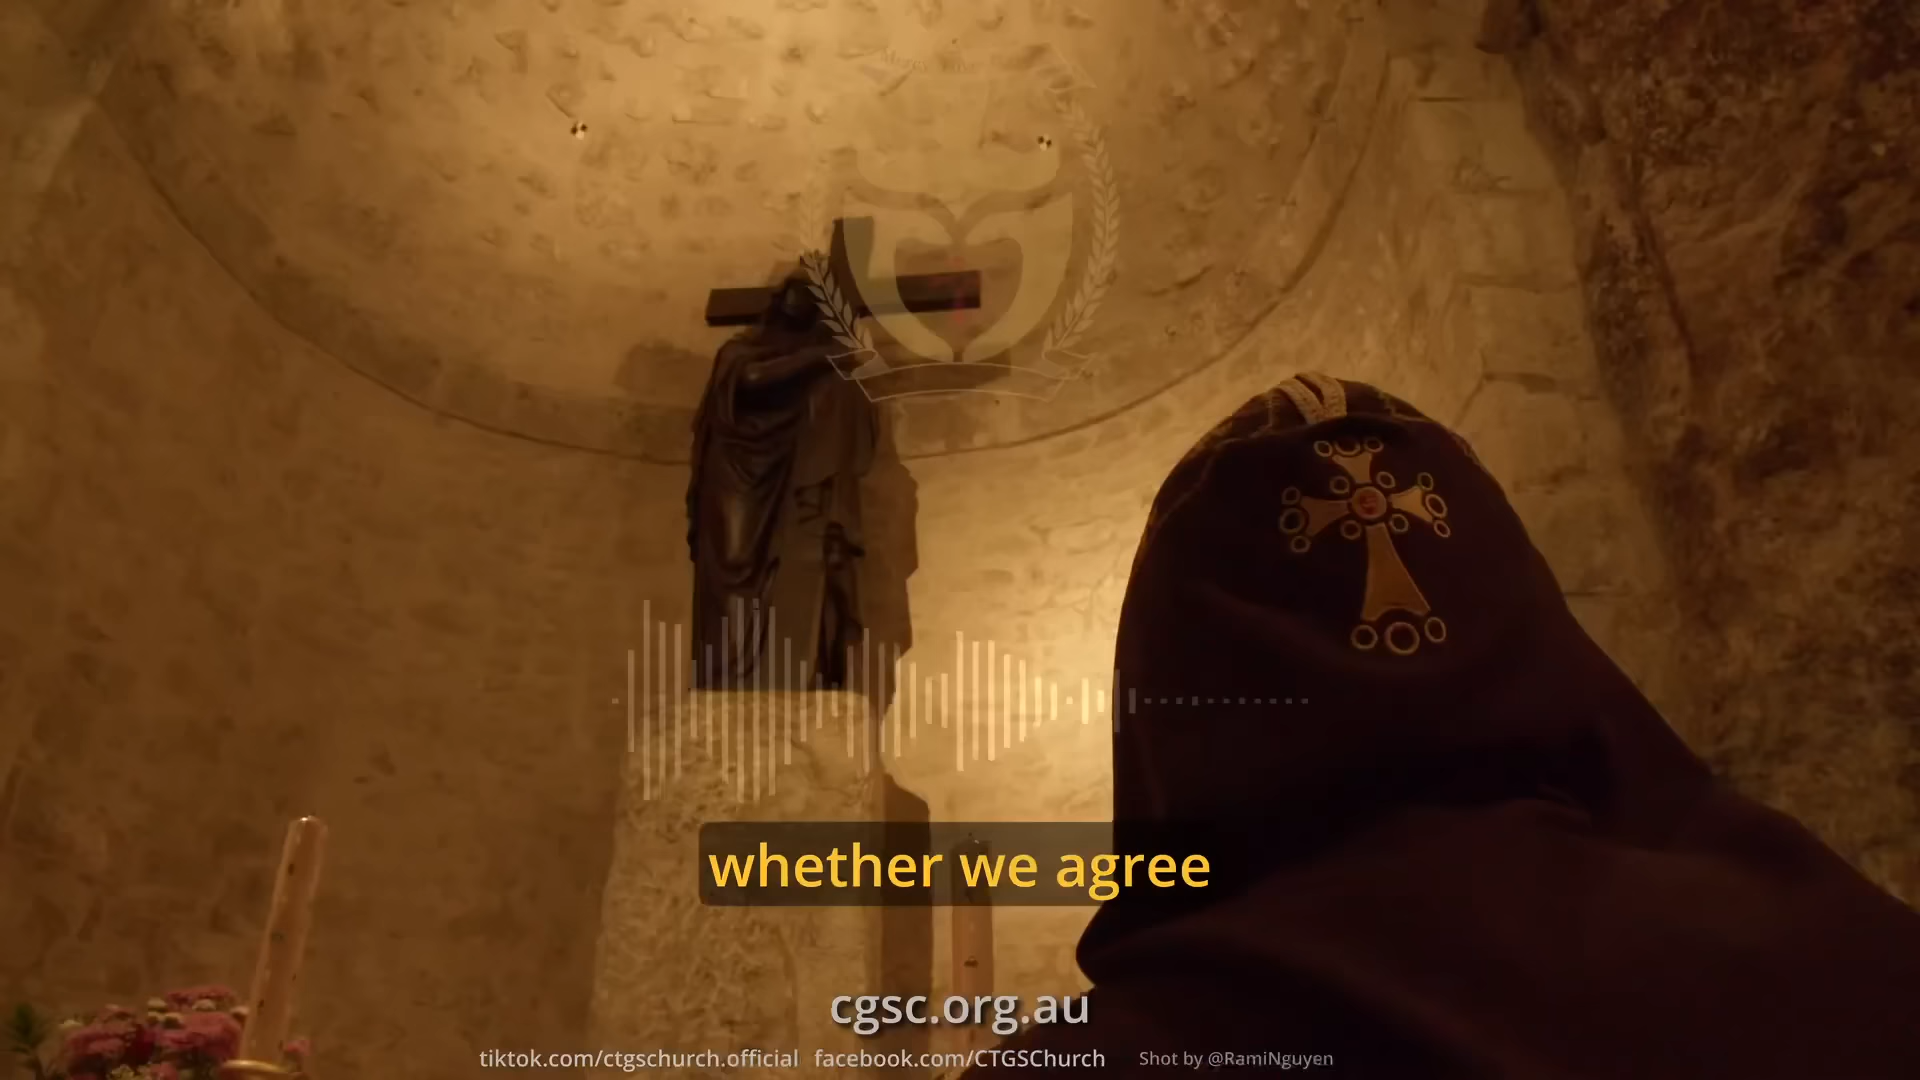 whether we agree
cgsc.org.au
tiktok.com/ctgschurch.official facebook.com/CTGSChurch Shot by @RamiNguyen